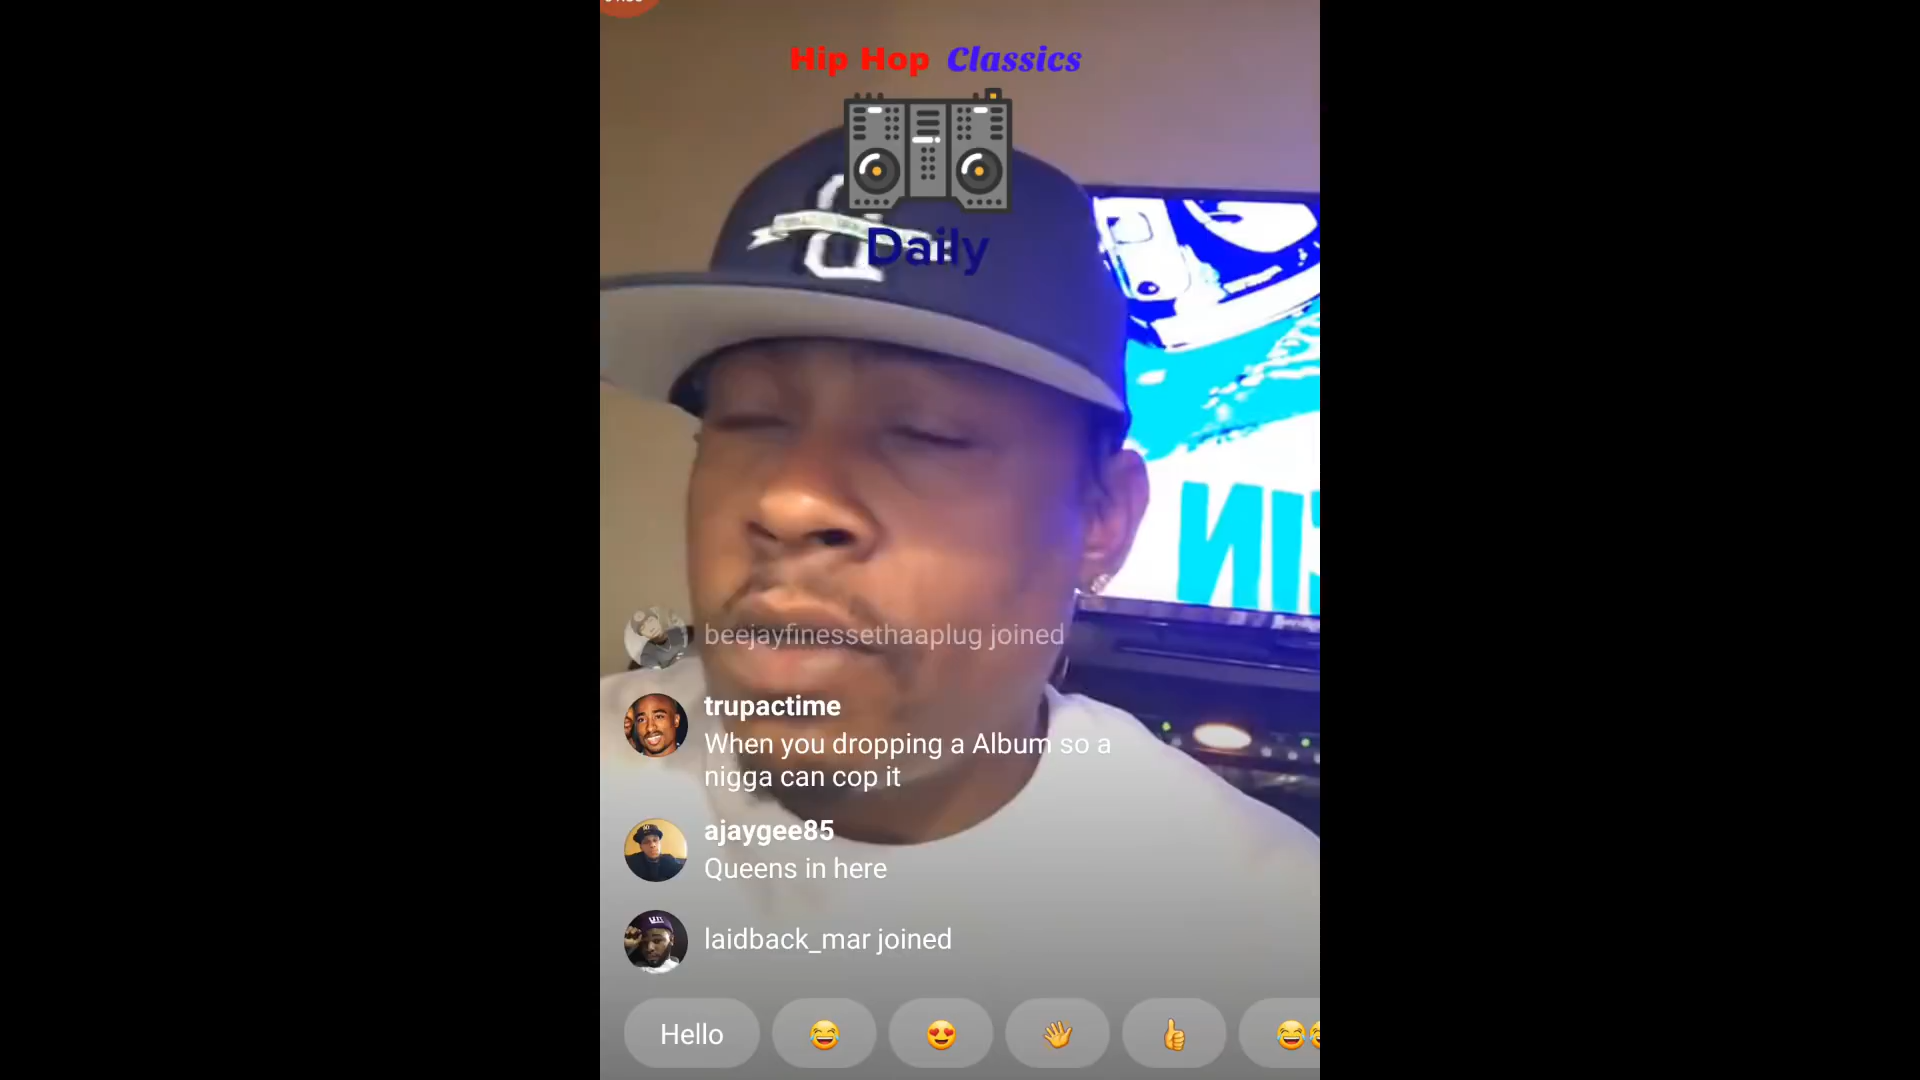 Hip Hop Classics
Daily
beejayfinessethaaplug joined
trupactime
When you dropping a Album so a
nigga can cop it
ajaygee85
Queens in here
laidback_mar joined
Hello